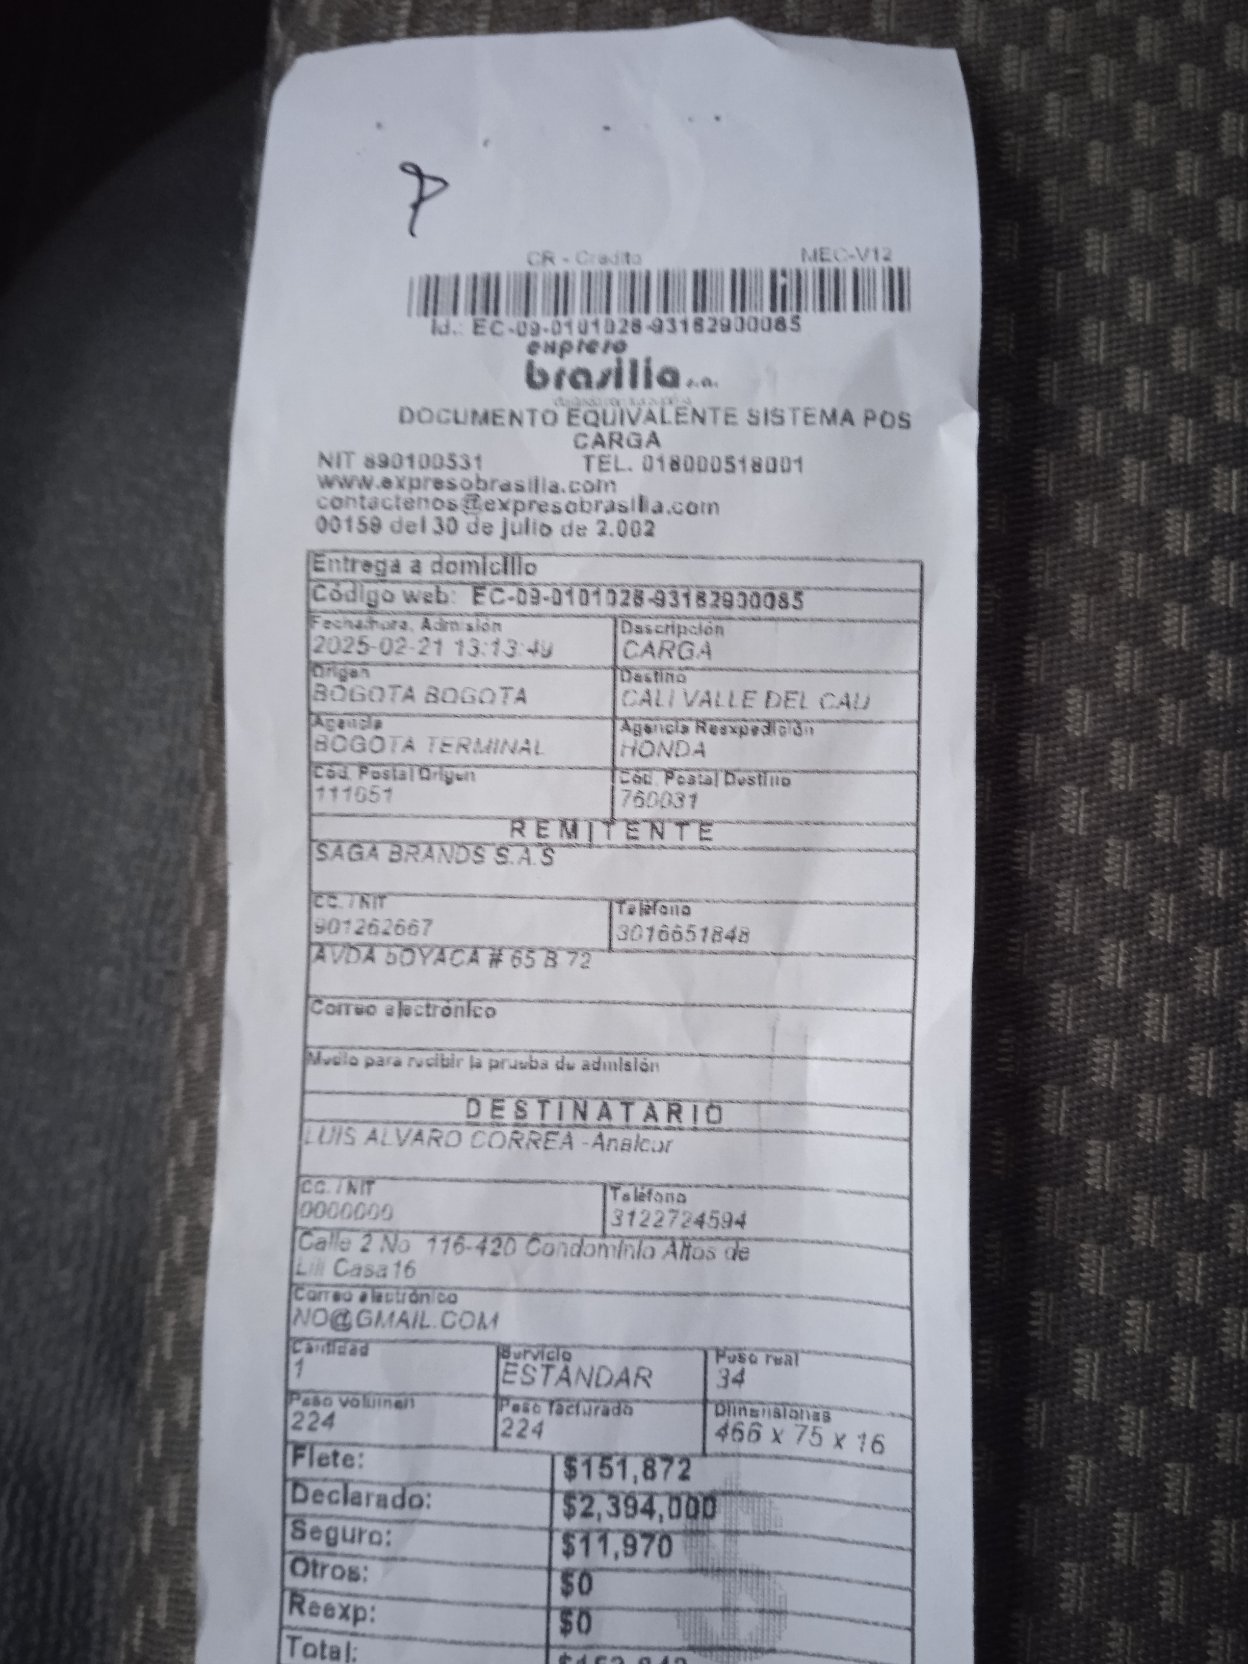 CR - Credito MEC-V12
Id.: EC-09-0101028-93182900085
expreso
brasilia s.a.
DOCUMENTO EQUIVALENTE SISTEMA POS
CARGA
NIT 890100531 TEL. 018000518001
www.expresobrasilia.com
contactenos@expresobrasilia.com
00159 del 30 de julio de 2.002
Entrega a domicilio
Código web: EC-09-0101028-93182900085
Fecha/hora, Admisión Descripción
2025-02-21 13:13:49 CARGA
Origen Destino
BOGOTA BOGOTA CALI VALLE DEL CAU
Agencia Agencia Reexpedición
BOGOTA TERMINAL HONDA
Cód. Postal Origen Cód. Postal Destino
111051 760031
REMITENTE
SAGA BRANDS S.A.S
CC. / NIT Teléfono
901262667 3016651848
AVDA bOYACA # 65 B 72
Correo electrónico
Medio para recibir la prueba de admisión
DESTINATARIO
LUIS ALVARO CORREA -Analcor
CC. / NIT Teléfono
0000000 3122724594
Calle 2 No 116-420 Condominio Altos de
Lili Casa 16
Correo electrónico
NO@GMAIL.COM
Cantidad Servicio Peso real
1 ESTANDAR 34
Peso volumen Peso facturado Dimensiones
224 224 466 x 75 x 16
Flete: $151,872
Declarado: $2,394,000
Seguro: $11,970
Otros: $0
Reexp: $0
Total: